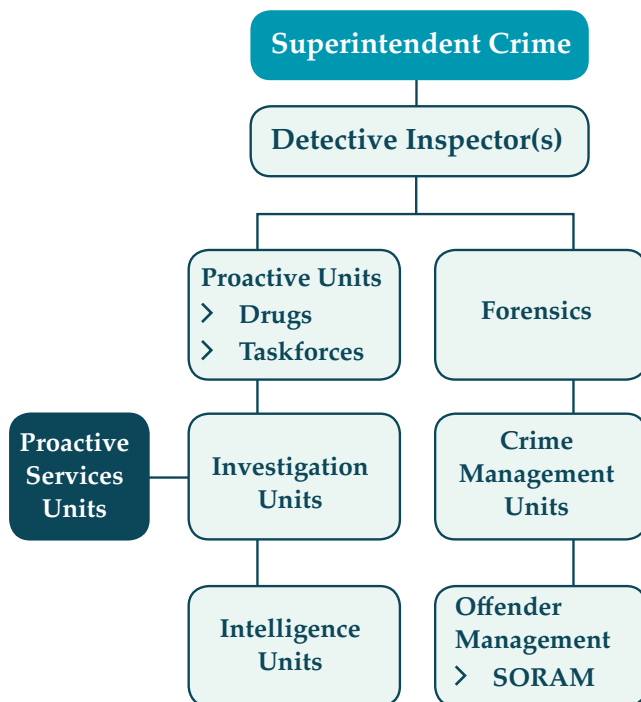 Superintendent Crime
Detective Inspector(s)
Proactive Units
> Drugs
> Taskforces
Forensics
Proactive
Services
Units
Investigation
Units
Crime
Management
Units
Intelligence
Units
Offender
Management
> SORAM